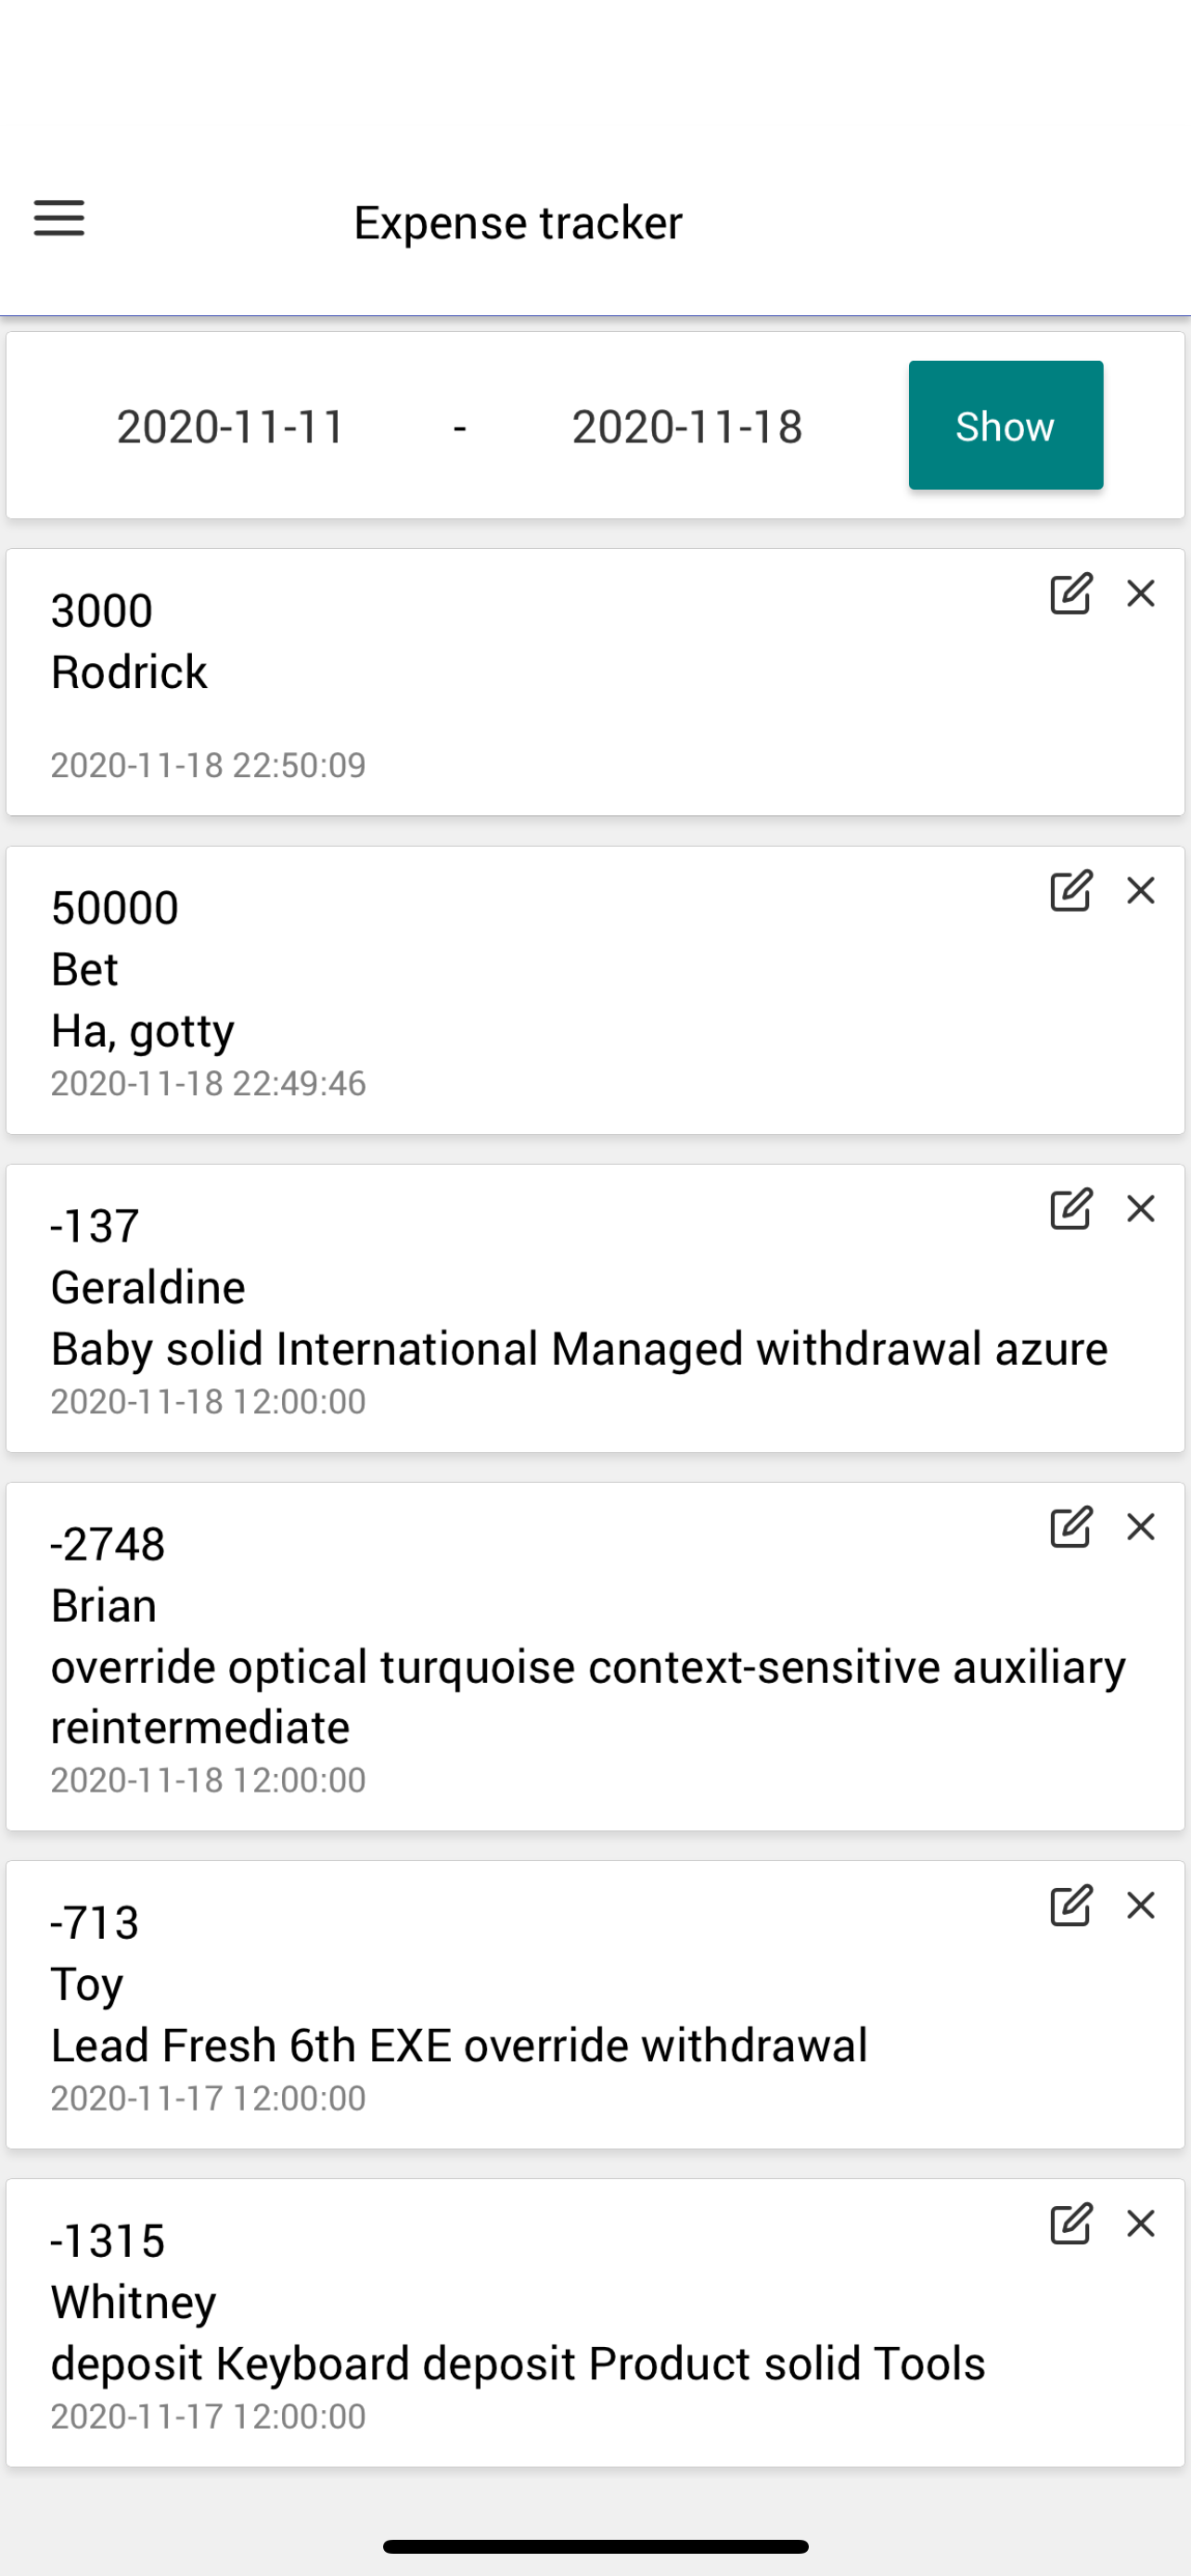 Expense tracker
2020-11-11 - 2020-11-18 Show
3000
Rodrick
2020-11-18 22:50:09
50000
Bet
Ha, gotty
2020-11-18 22:49:46
-137
Geraldine
Baby solid International Managed withdrawal azure
2020-11-18 12:00:00
-2748
Brian
override optical turquoise context-sensitive auxiliary
reintermediate
2020-11-18 12:00:00
-713
Toy
Lead Fresh 6th EXE override withdrawal
2020-11-17 12:00:00
-1315
Whitney
deposit Keyboard deposit Product solid Tools
2020-11-17 12:00:00